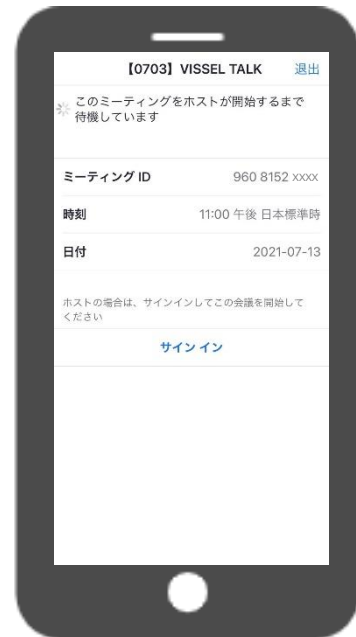 【0703】VISSEL TALK 退出
このミーティングをホストが開始するまで
待機しています
ミーティング ID 960 8152 xxxx
時刻 11:00 午後 日本標準時
日付 2021-07-13
ホストの場合は、サインインしてこの会議を開始して
ください
サイン イン